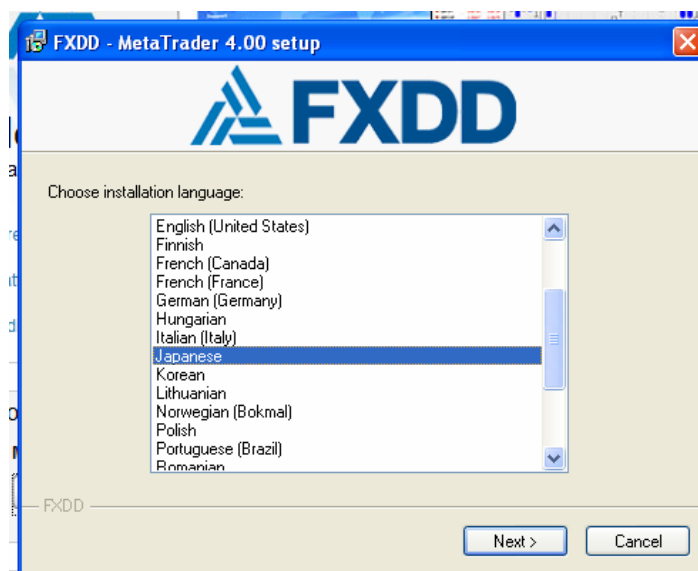 FXDD - MetaTrader 4.00 setup
FXDD
Choose installation language:
English (United States)
Finnish
French (Canada)
French (France)
German (Germany)
Hungarian
Italian (Italy)
Japanese
Korean
Lithuanian
Norwegian (Bokmal)
Polish
Portuguese (Brazil)
Romanian
FXDD
Next >
Cancel